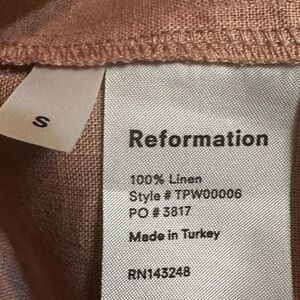 S
Reformation
100% Linen
Style # TPW00006
PO # 3817
Made in Turkey
RN143248